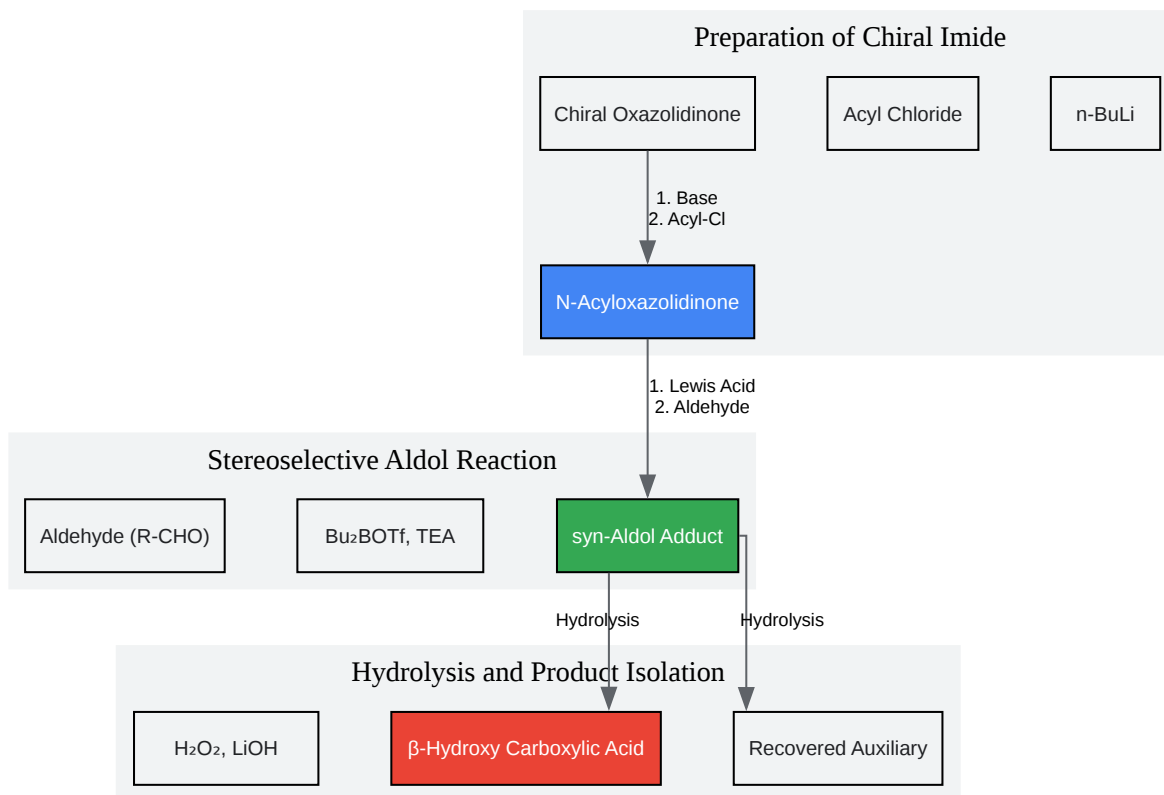 Preparation of Chiral Imide
Chiral Oxazolidinone
Acyl Chloride
n-BuLi
1. Base
2. Acyl-Cl
N-Acyloxazolidinone
1. Lewis Acid
2. Aldehyde
Stereoselective Aldol Reaction
Aldehyde (R-CHO)
Bu₂BOTf, TEA
syn-Aldol Adduct
Hydrolysis
Hydrolysis
Hydrolysis and Product Isolation
H₂O₂, LiOH
β-Hydroxy Carboxylic Acid
Recovered Auxiliary